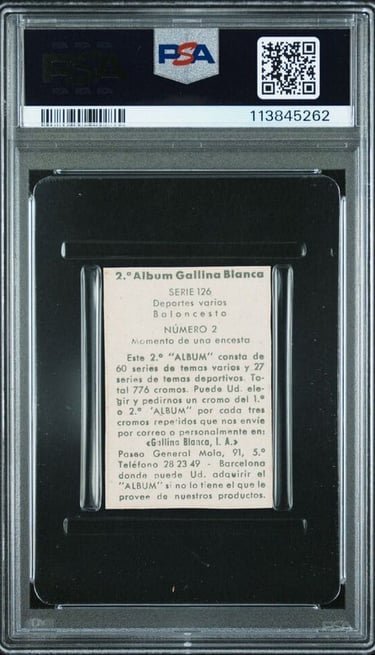 PSA
113845262
2.º Album Gallina Blanca
SERIE 126
Deportes varios
Baloncesto
NÚMERO 2
Momento de una encesta
Este 2.º "ALBUM" consta de
60 series de temas varios y 27
series de temas deportivos. To-
tal 776 cromos. Puede Ud. ele-
gir y pedirnos un cromo del 1.º
o 2.º "ALBUM" por cada tres
cromos repetidos que nos envíe
por correo o personalmente en:
«Gallina Blanca, I. A.»
Paseo General Mola, 91, 5.º
Teléfono 28 23 49 - Barcelona
donde puede Ud. adquirir el
"ALBUM" si no lo tiene el que le
provee de nuestros productos.
PSA